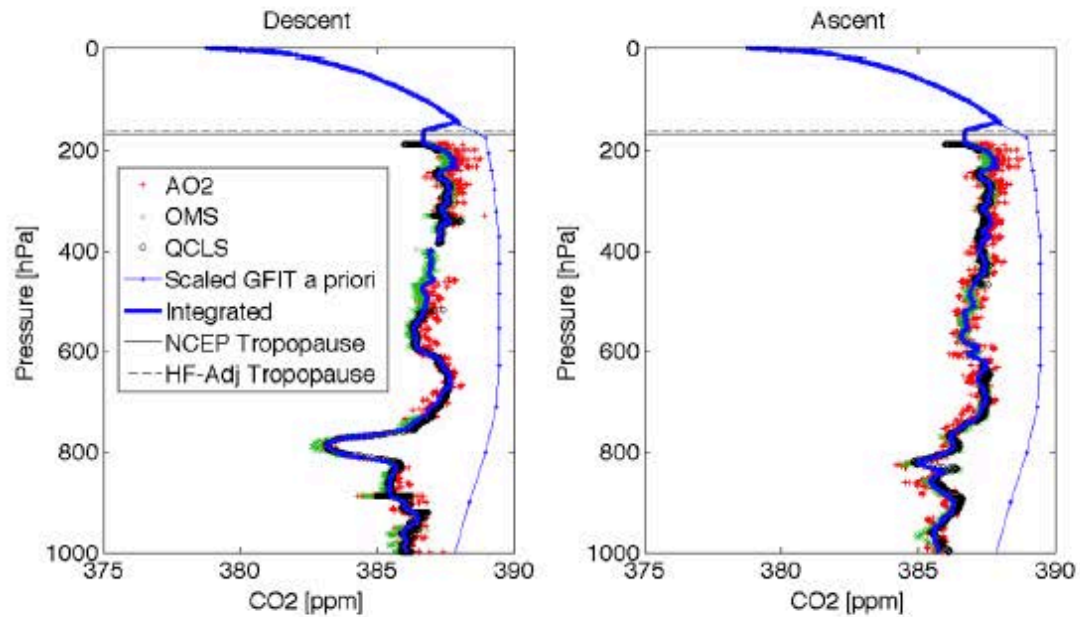 Descent
Ascent
0
200
400
600
800
1000
Pressure [hPa]
AO2
OMS
QCLS
Scaled GFIT a priori
Integrated
NCEP Tropopause
HF-Adj Tropopause
375
380
385
390
CO2 [ppm]
0
200
400
600
800
1000
Pressure [hPa]
375
380
385
390
CO2 [ppm]